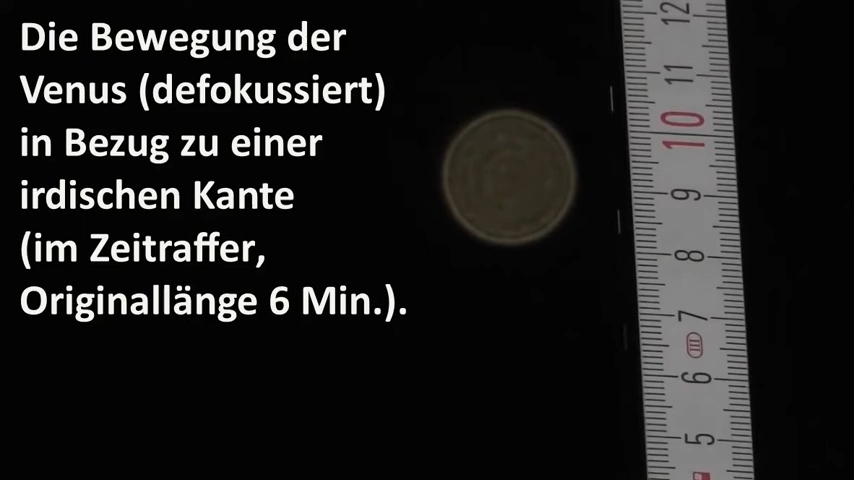 Die Bewegung der
Venus (defokussiert)
in Bezug zu einer
irdischen Kante
(im Zeitraffer,
Originallänge 6 Min.).
12
11
10
9
8
7
III
6
5